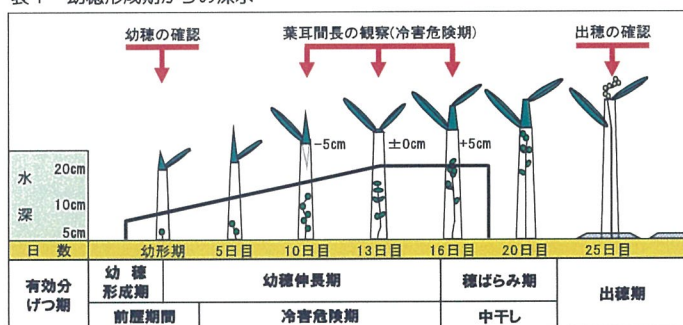 幼穂の確認
葉耳間長の観察(冷害危険期)
出穂の確認
-5cm
±0cm
+5cm
水深
20cm
10cm
5cm
日 数
幼形期
5日目
10日目
13日目
16日目
20日目
25日目
有効分げつ期
幼 穂
形成期
幼穂伸長期
穂ばらみ期
出穂期
前歴期間
冷害危険期
中干し